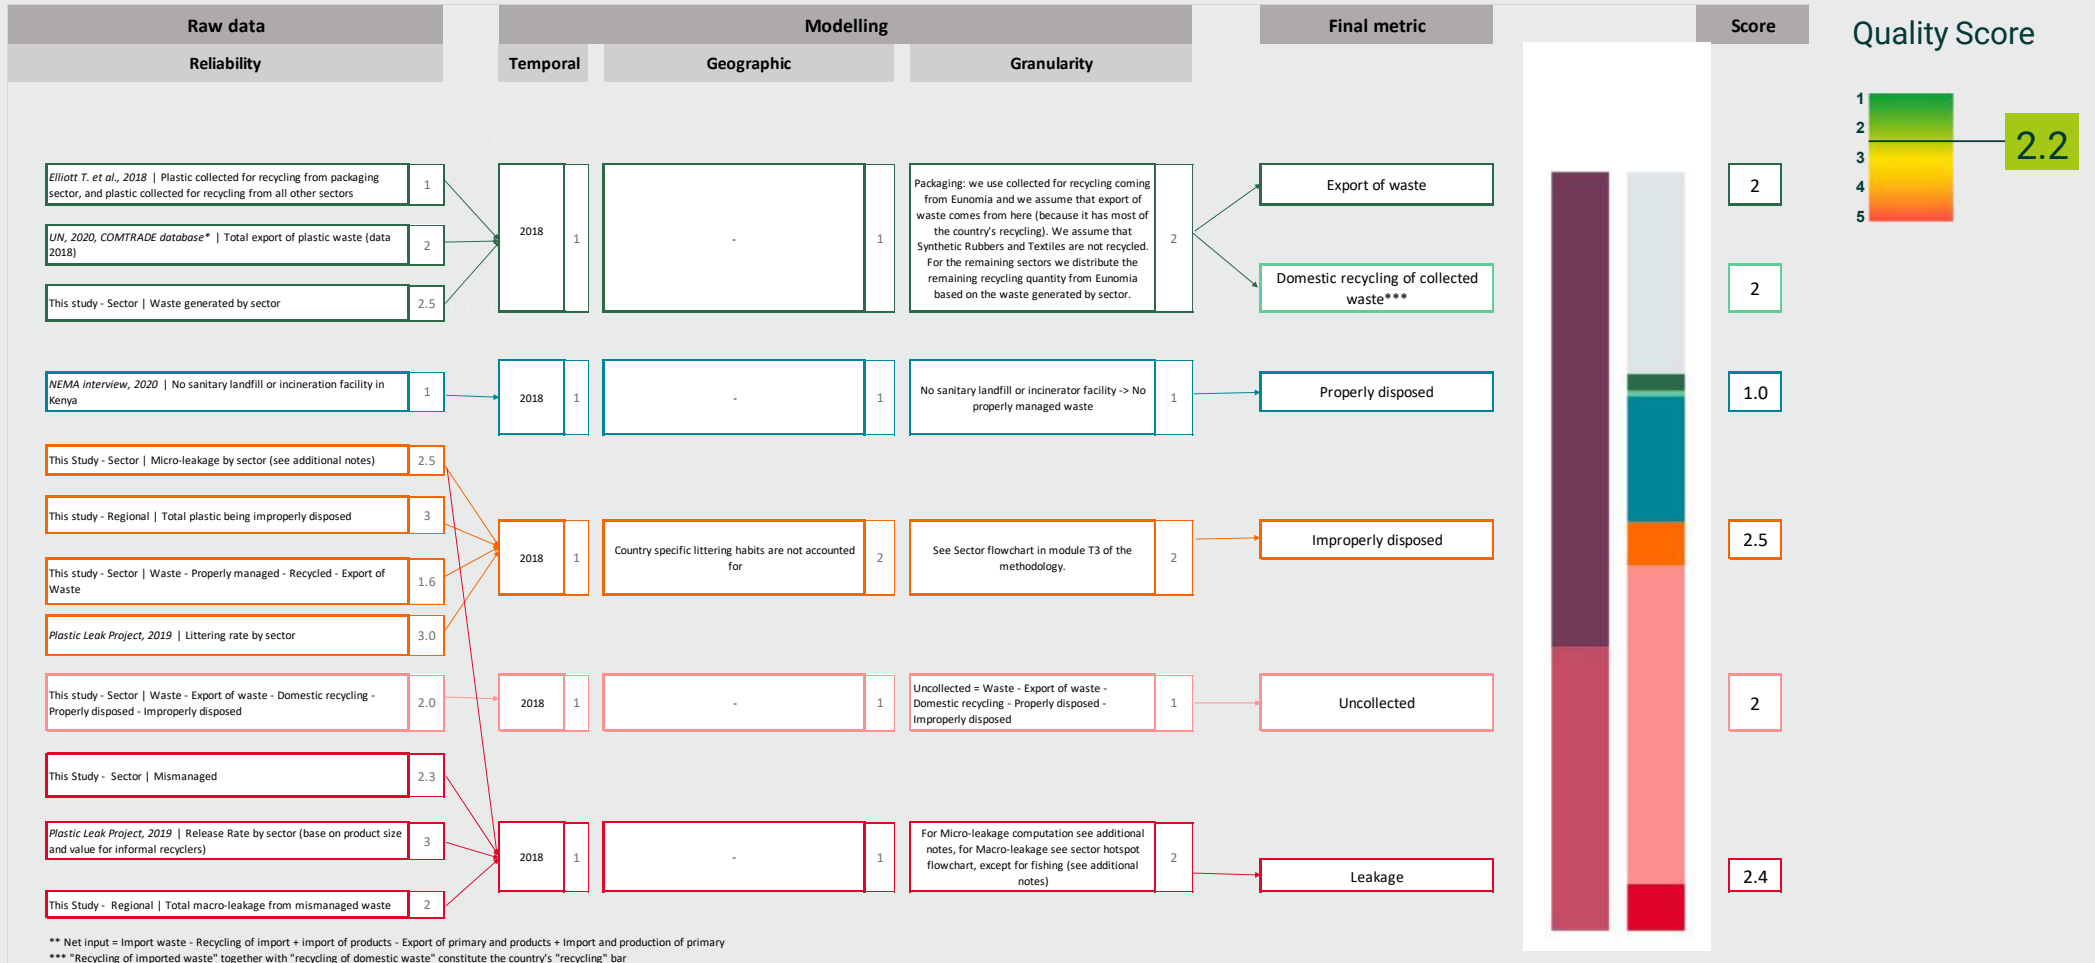 Raw data
Modelling
Final metric
Score
Quality Score
Reliability
Temporal
Geographic
Granularity
1
2
3
4
5
2.2
Elliott T. et al., 2018 | Plastic collected for recycling from packaging
sector, and plastic collected for recycling from all other sectors
1
UN, 2020, COMTRADE database* | Total export of plastic waste (data
2018)
2
This study - Sector | Waste generated by sector
2.5
2018
1
-
1
Packaging: we use collected for recycling coming
from Eunomia and we assume that export of
waste comes from here (because it has most of
the country's recycling). We assume that
Synthetic Rubbers and Textiles are not recycled.
For the remaining sectors we distribute the
remaining recycling quantity from Eunomia
based on the waste generated by sector.
2
Export of waste
2
Domestic recycling of collected
waste***
2
NEMA interview, 2020 | No sanitary landfill or incineration facility in
Kenya
1
2018
1
-
1
No sanitary landfill or incinerator facility -> No
properly managed waste
1
Properly disposed
1.0
This Study - Sector | Micro-leakage by sector (see additional notes)
2.5
This study - Regional | Total plastic being improperly disposed
3
This study - Sector | Waste - Properly managed - Recycled - Export of
Waste
1.6
Plastic Leak Project, 2019 | Littering rate by sector
3.0
2018
1
Country specific littering habits are not accounted
for
2
See Sector flowchart in module T3 of the
methodology.
2
Improperly disposed
2.5
This study - Sector | Waste - Export of waste - Domestic recycling -
Properly disposed - Improperly disposed
2.0
2018
1
-
1
Uncollected = Waste - Export of waste -
Domestic recycling - Properly disposed -
Improperly disposed
1
Uncollected
2
This Study - Sector | Mismanaged
2.3
Plastic Leak Project, 2019 | Release Rate by sector (base on product size
and value for informal recyclers)
3
This Study - Regional | Total macro-leakage from mismanaged waste
2
2018
1
-
1
For Micro-leakage computation see additional
notes, for Macro-leakage see sector hotspot
flowchart, except for fishing (see additional
notes)
2
Leakage
2.4
** Net input = Import waste - Recycling of import + import of products - Export of primary and products + Import and production of primary
*** "Recycling of imported waste" together with "recycling of domestic waste" constitute the country's "recycling" bar